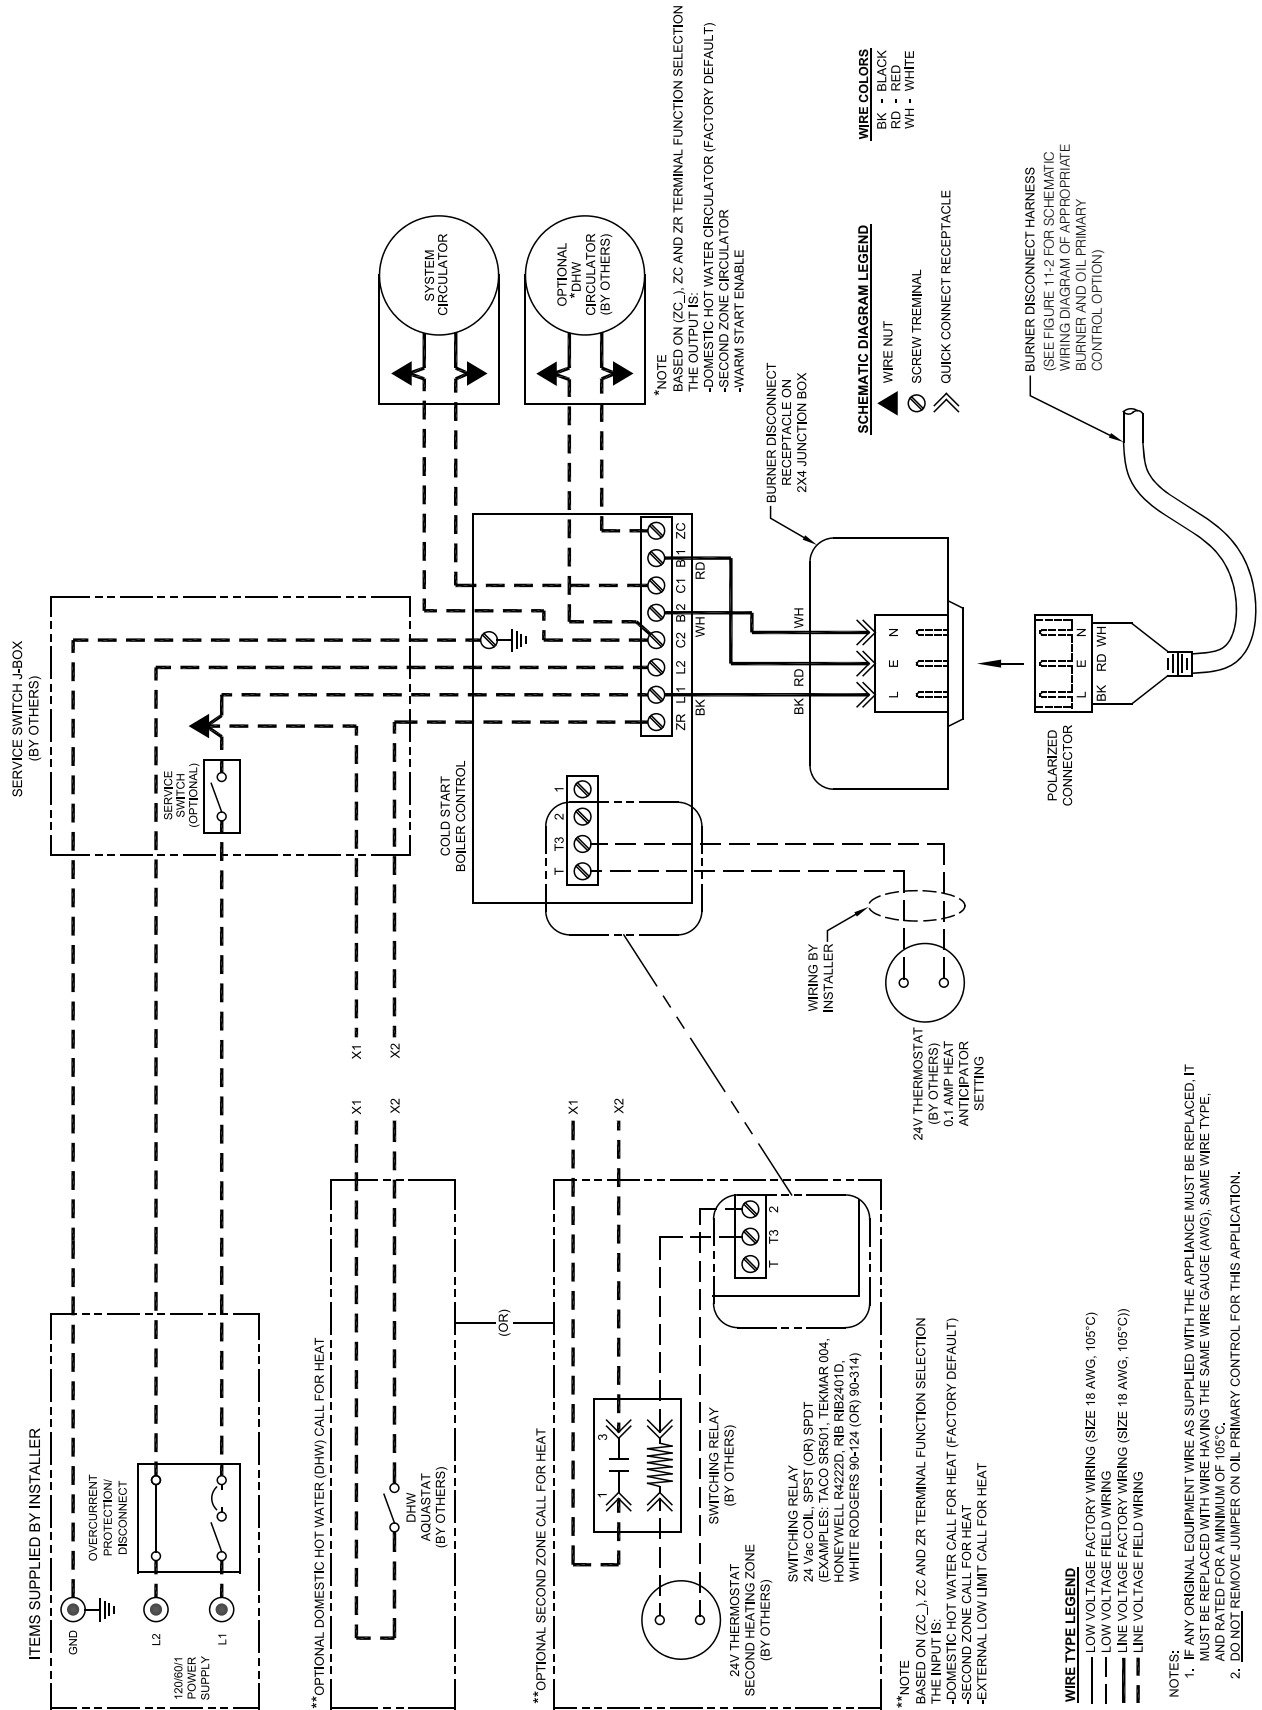 ITEMS SUPPLIED BY INSTALLER
GND
L2
L1
120/60/1
POWER
SUPPLY
OVERCURRENT
PROTECTION/
DISCONNECT
SERVICE SWITCH J-BOX
(BY OTHERS)
SERVICE
SWITCH
(OPTIONAL)
**OPTIONAL DOMESTIC HOT WATER (DHW) CALL FOR HEAT
DHW
AQUASTAT
(BY OTHERS)
X1
X2
X1
X2
(OR)
**OPTIONAL SECOND ZONE CALL FOR HEAT
X1
X2
1
3
SWITCHING RELAY
(BY OTHERS)
24V THERMOSTAT
SECOND HEATING ZONE
(BY OTHERS)
T
T3
2
SWITCHING RELAY
24 Vac COIL, SPST (OR) SPDT
(EXAMPLES: TACO SR501, TEKMAR 004,
HONEYWELL R4222D, RIB RIB2401D,
WHITE RODGERS 90-124 (OR) 90-314)
**NOTE
BASED ON (ZC_), ZC AND ZR TERMINAL FUNCTION SELECTION
THE INPUT IS:
-DOMESTIC HOT WATER CALL FOR HEAT (FACTORY DEFAULT)
-SECOND ZONE CALL FOR HEAT
-EXTERNAL LOW LIMIT CALL FOR HEAT
COLD START
BOILER CONTROL
T
T3
2
1
ZR
L1
L2
C2
B2
C1
B1
ZC
BK
WH
RD
SYSTEM
CIRCULATOR
OPTIONAL
*DHW
CIRCULATOR
(BY OTHERS)
*NOTE
BASED ON (ZC_), ZC AND ZR TERMINAL FUNCTION SELECTION
THE OUTPUT IS:
-DOMESTIC HOT WATER CIRCULATOR (FACTORY DEFAULT)
-SECOND ZONE CIRCULATOR
-WARM START ENABLE
WIRING BY
INSTALLER
24V THERMOSTAT
(BY OTHERS)
0.1 AMP HEAT
ANTICIPATOR
SETTING
BURNER DISCONNECT
RECEPTACLE ON
2X4 JUNCTION BOX
BK
RD
WH
L
E
N
POLARIZED
CONNECTOR
L
E
N
BK
RD
WH
SCHEMATIC DIAGRAM LEGEND
WIRE NUT
SCREW TREMINAL
QUICK CONNECT RECEPTACLE
WIRE COLORS
BK - BLACK
RD - RED
WH - WHITE
BURNER DISCONNECT HARNESS
(SEE FIGURE 11-2 FOR SCHEMATIC
WIRING DIAGRAM OF APPROPRIATE
BURNER AND OIL PRIMARY
CONTROL OPTION)
WIRE TYPE LEGEND
LOW VOLTAGE FACTORY WIRING (SIZE 18 AWG, 105°C)
LOW VOLTAGE FIELD WIRING
LINE VOLTAGE FACTORY WIRING (SIZE 18 AWG, 105°C))
LINE VOLTAGE FIELD WIRING
NOTES:
1. IF ANY ORIGINAL EQUIPMENT WIRE AS SUPPLIED WITH THE APPLIANCE MUST BE REPLACED, IT
MUST BE REPLACED WITH WIRE HAVING THE SAME WIRE GAUGE (AWG), SAME WIRE TYPE,
AND RATED FOR A MINIMUM OF 105°C.
2. DO NOT REMOVE JUMPER ON OIL PRIMARY CONTROL FOR THIS APPLICATION.